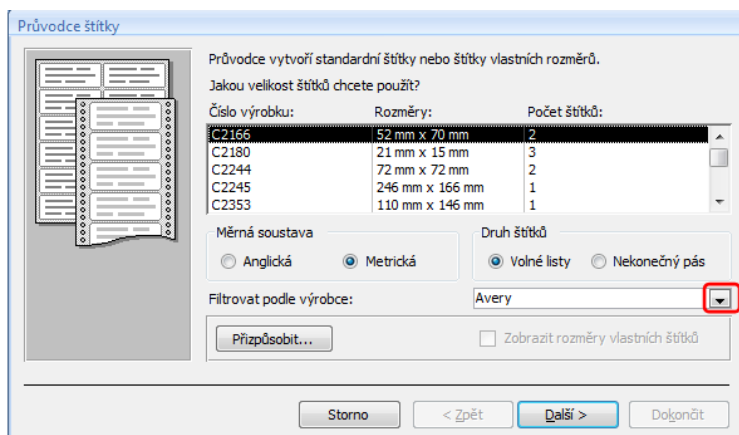 Průvodce štítky
Průvodce vytvoří standardní štítky nebo štítky vlastních rozměrů.
Jakou velikost štítků chcete použít?
Číslo výrobku: Rozměry: Počet štítků:
C2166 52 mm x 70 mm 2
C2180 21 mm x 15 mm 3
C2244 72 mm x 72 mm 2
C2245 246 mm x 166 mm 1
C2353 110 mm x 146 mm 1
Měrná soustava Druh štítků
Anglická Metrická Volné listy Nekonečný pás
Filtrovat podle výrobce: Avery
Přizpůsobit... Zobrazit rozměry vlastních štítků
Storno < Zpět Další > Dokončit